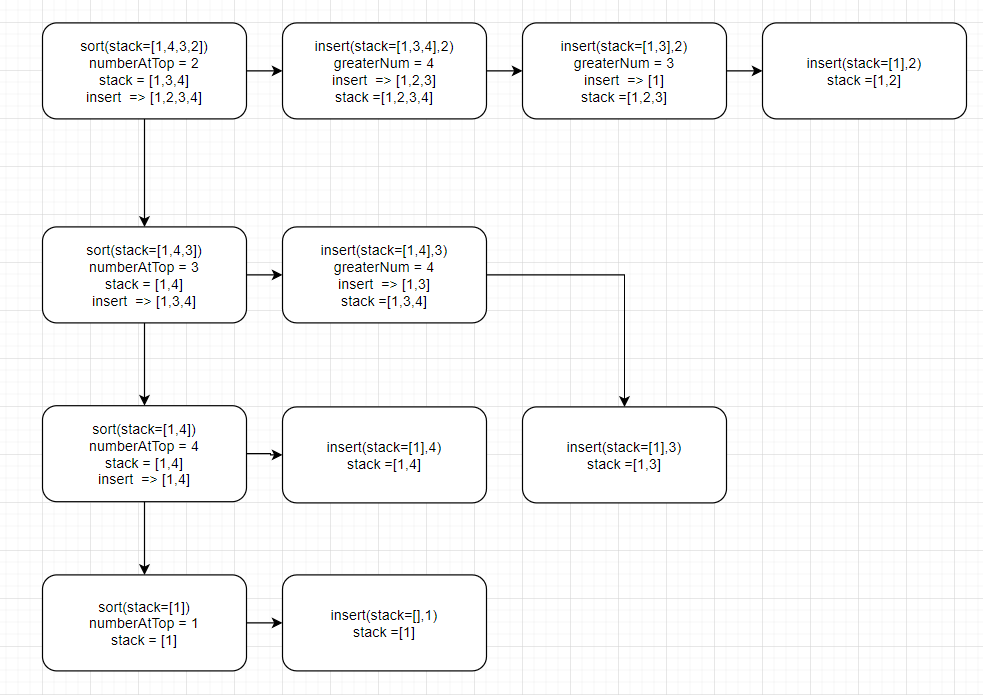 sort(stack=[1,4,3,2])
numberAtTop = 2
stack = [1,3,4]
insert  => [1,2,3,4]
insert(stack=[1,3,4],2)
greaterNum = 4
insert  => [1,2,3]
stack =[1,2,3,4]
insert(stack=[1,3],2)
greaterNum = 3
insert  => [1]
stack =[1,2,3]
insert(stack=[1],2)
stack =[1,2]
sort(stack=[1,4,3])
numberAtTop = 3
stack = [1,4]
insert  => [1,3,4]
insert(stack=[1,4],3)
greaterNum = 4
insert  => [1,3]
stack =[1,3,4]
sort(stack=[1,4])
numberAtTop = 4
stack = [1,4]
insert  => [1,4]
insert(stack=[1],4)
stack =[1,4]
insert(stack=[1],3)
stack =[1,3]
sort(stack=[1])
numberAtTop = 1
stack = [1]
insert(stack=[],1)
stack =[1]